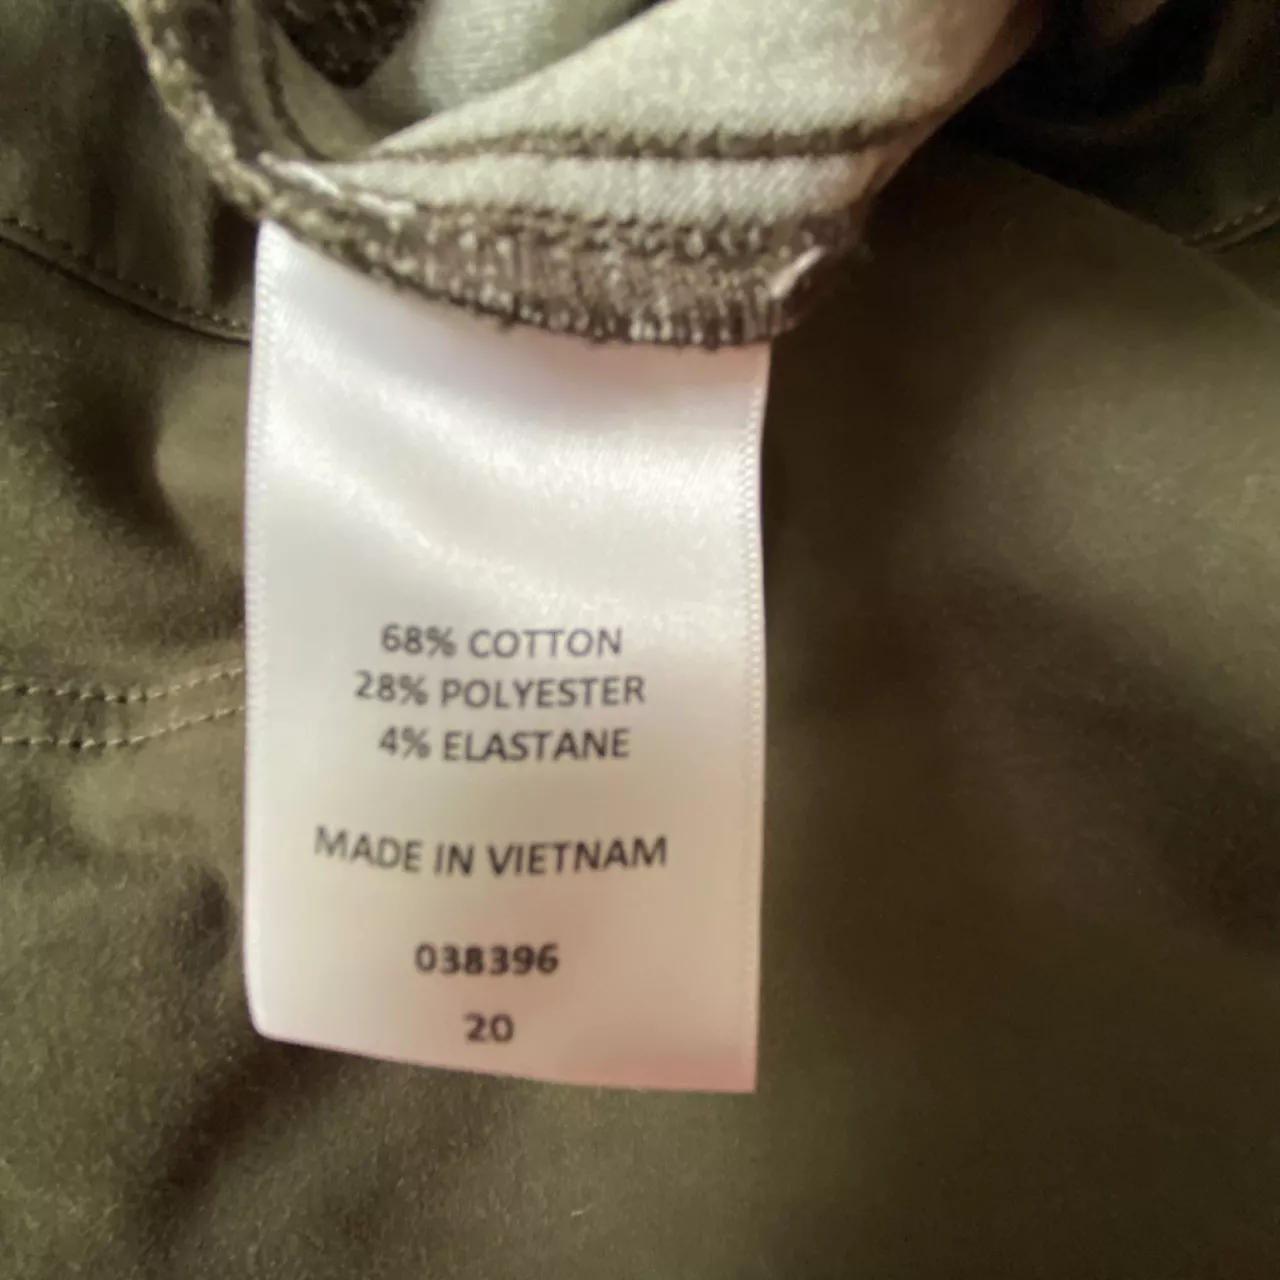 68% COTTON
28% POLYESTER
4% ELASTANE
MADE IN VIETNAM
038396
20